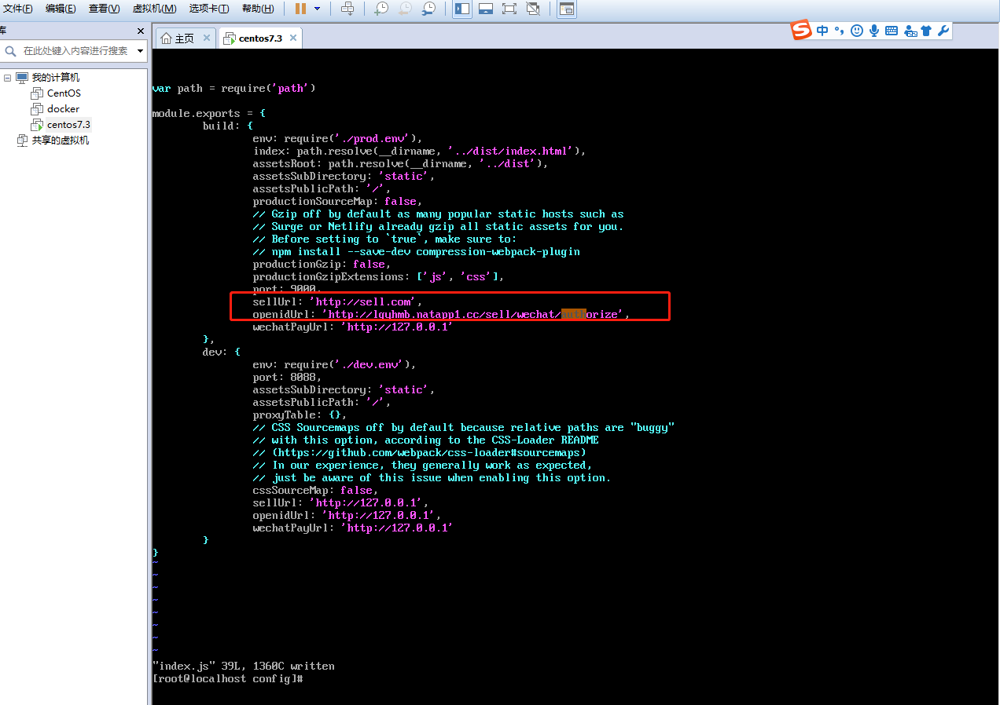 文件(F) 编辑(E) 查看(V) 虚拟机(M) 选项卡(T) 帮助(H)
库
在此处键入内容进行搜索
我的计算机
CentOS
docker
centos7.3
共享的虚拟机
主页 centos7.3
中
var path = require('path')
module.exports = {
build: {
env: require('./prod.env'),
index: path.resolve(__dirname, '../dist/index.html'),
assetsRoot: path.resolve(__dirname, '../dist'),
assetsSubDirectory: 'static',
assetsPublicPath: '/',
productionSourceMap: false,
// Gzip off by default as many popular static hosts such as
// Surge or Netlify already gzip all static assets for you.
// Before setting to `true`, make sure to:
// npm install --save-dev compression-webpack-plugin
productionGzip: false,
productionGzipExtensions: ['js', 'css'],
port: 9000,
sellUrl: 'http://sell.com',
openidUrl: 'http://lqyhmb.natapp1.cc/sell/wechat/authorize',
wechatPayUrl: 'http://127.0.0.1'
},
dev: {
env: require('./dev.env'),
port: 8088,
assetsSubDirectory: 'static',
assetsPublicPath: '/',
proxyTable: {},
// CSS Sourcemaps off by default because relative paths are "buggy"
// with this option, according to the CSS-Loader README
// (https://github.com/webpack/css-loader#sourcemaps)
// In our experience, they generally work as expected,
// just be aware of this issue when enabling this option.
cssSourceMap: false,
sellUrl: 'http://127.0.0.1',
openidUrl: 'http://127.0.0.1',
wechatPayUrl: 'http://127.0.0.1'
}
}
~
~
~
~
~
~
~
~
"index.js" 39L, 1360C written
[root@localhost config]#